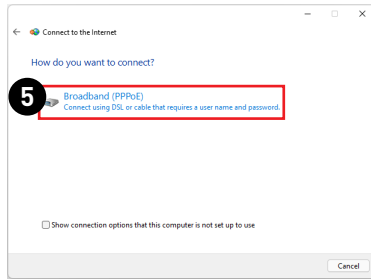 Connect to the Internet
How do you want to connect?
5
Broadband (PPPoE)
Connect using DSL or cable that requires a user name and password.
Show connection options that this computer is not set up to use
Cancel